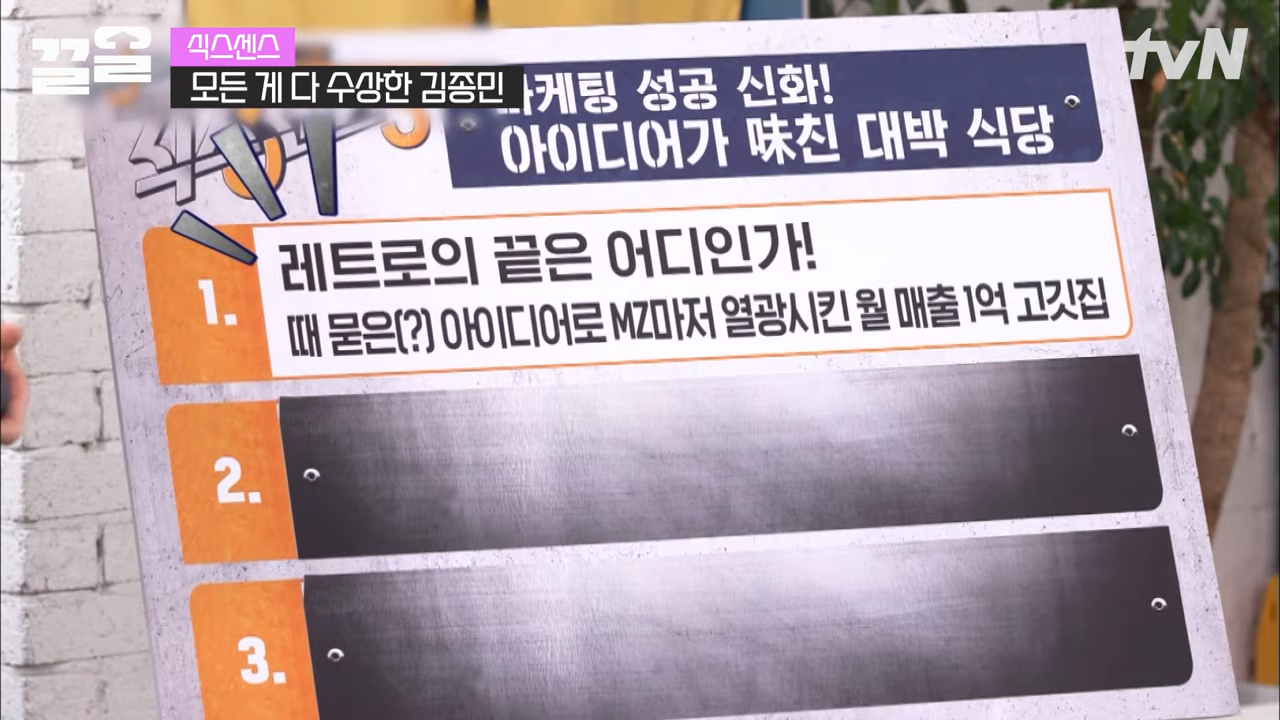 끌올
식스센스
tvN
모든 게 다 수상한 김종민
마케팅 성공 신화!
아이디어가 味친 대박 식당
3
1.
레트로의 끝은 어디인가!
때 묻은(?) 아이디어로 MZ마저 열광시킨 월 매출 1억 고깃집
2.
3.